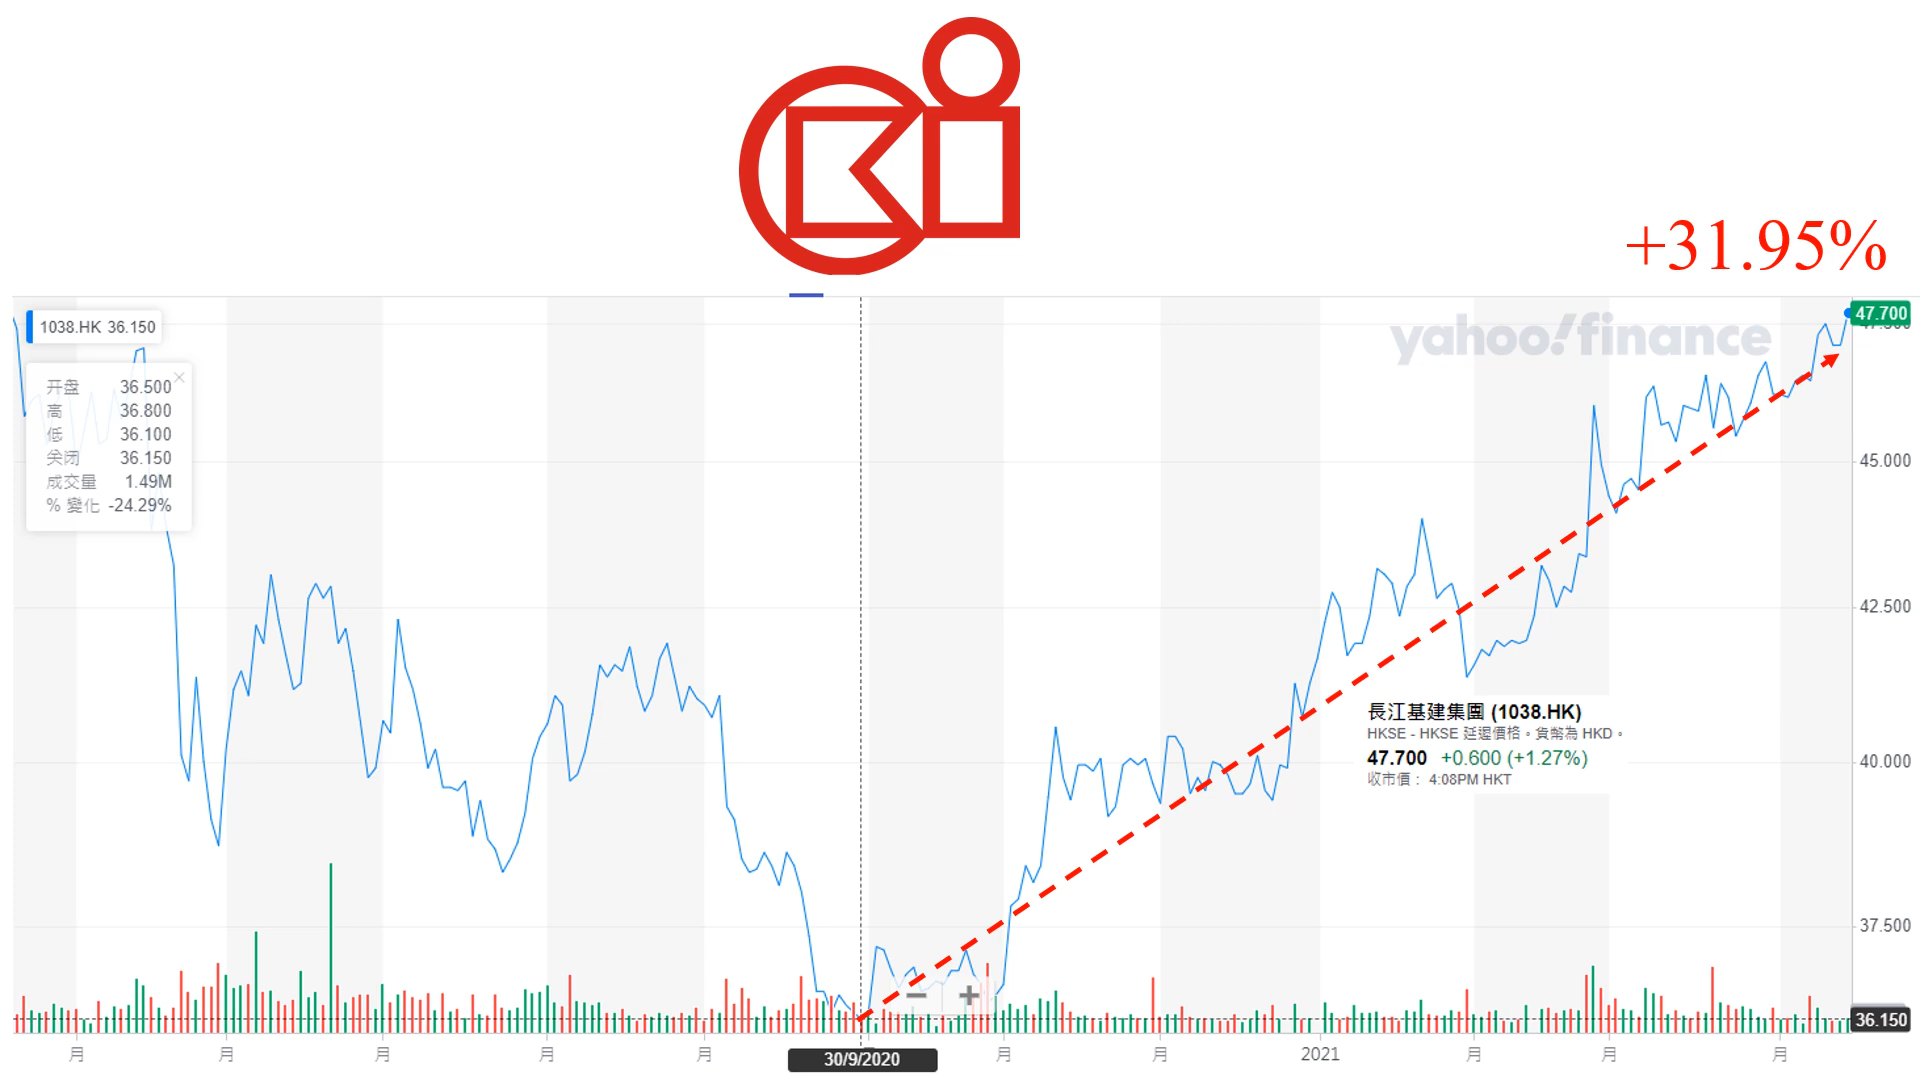 +31.95%
yahoo!finance
1038.HK 36.150
开盘 36.500
高 36.800
低 36.100
关闭 36.150
成交量 1.49M
% 變化 -24.29%
47.700
45.000
42.500
40.000
37.500
36.150
長江基建集團 (1038.HK)
HKSE - HKSE 延遲價格。貨幣為 HKD。
47.700 +0.600 (+1.27%)
收市價： 4:08PM HKT
月 月 月 月 月 30/9/2020 月 月 2021 月 月 月